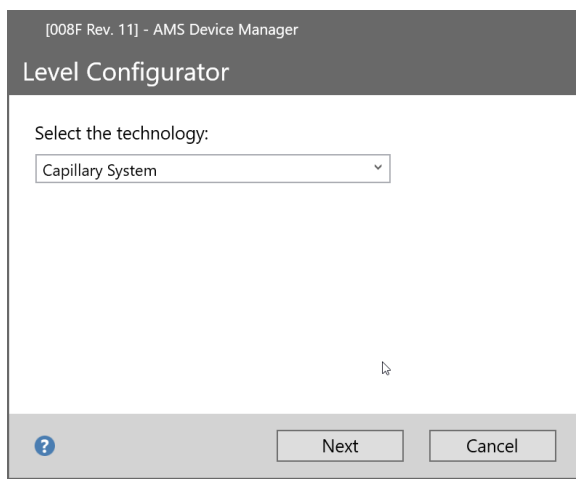 [008F Rev. 11] - AMS Device Manager
Level Configurator
Select the technology:
Capillary System
?
Next
Cancel